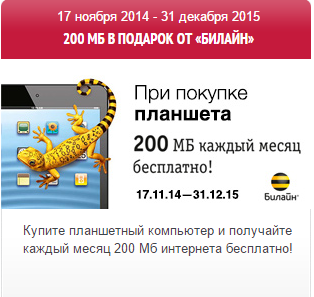 17 ноября 2014 - 31 декабря 2015
200 МБ В ПОДАРОК ОТ «БИЛАЙН»
При покупке
планшета
200 МБ каждый месяц
бесплатно!
17.11.14—31.12.15
Билайн
Купите планшетный компьютер и получайте
каждый месяц 200 Мб интернета бесплатно!